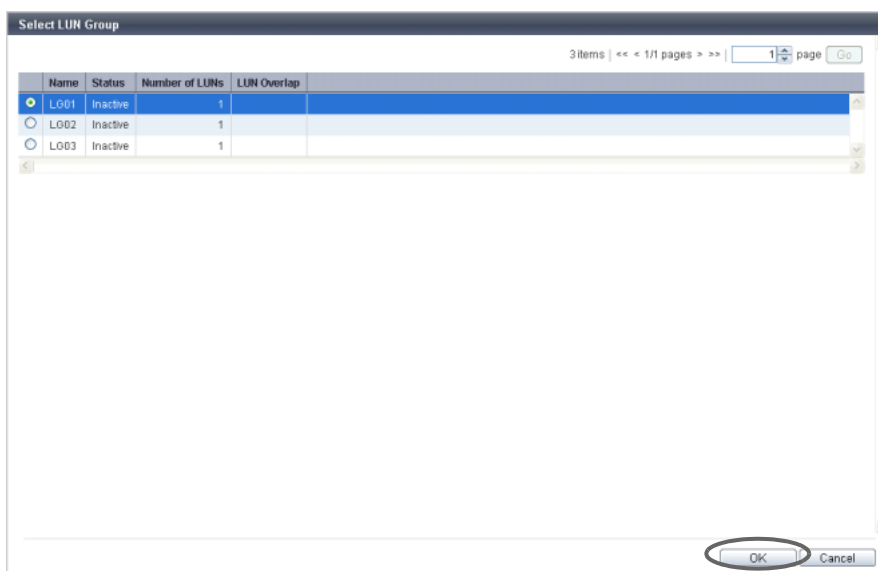 Select LUN Group
3 items | << < 1/1 pages > >> | 1 page Go
Name Status Number of LUNs LUN Overlap
LG01 Inactive 1
LG02 Inactive 1
LG03 Inactive 1
OK Cancel